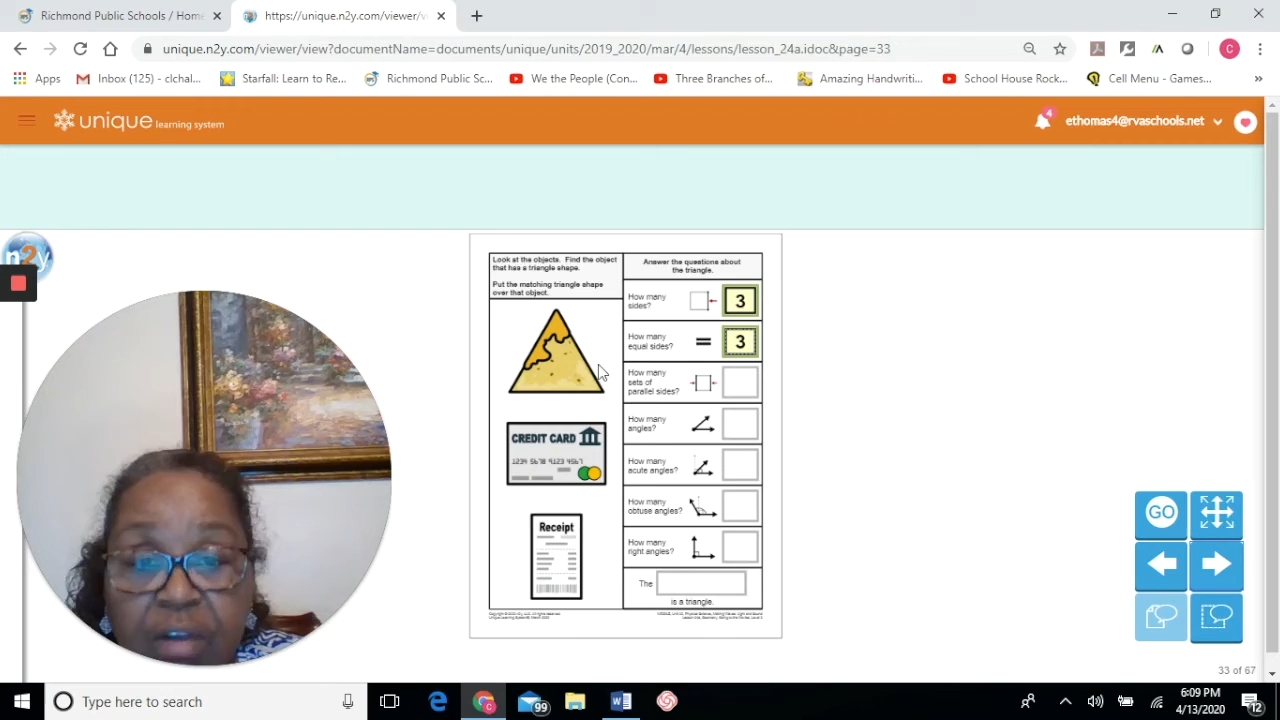 Richmond Public Schools / Home
https://unique.n2y.com/viewer/v
unique.n2y.com/viewer/view?documentName=documents/unique/units/2019_2020/mar/4/lessons/lesson_24a.idoc&page=33
C
Apps
Inbox (125) - clchal...
Starfall: Learn to Re...
Richmond Public Sc...
We the People (Con...
Three Branches of...
Amazing Handwriti...
School House Rock...
Cell Menu - Games...
»
unique learning system
4
ethomas4@rvaschools.net
n2y
Look at the objects. Find the object
that has a triangle shape.
Put the matching triangle shape
over that object.
CREDIT CARD
1234 5678 9123 4567
Receipt
Answer the questions about
the triangle.
How many
sides?
3
How many
equal sides?
=
3
How many
sets of
parallel sides?
How many
angles?
How many
acute angles?
How many
obtuse angles?
How many
right angles?
The
is a triangle.
GO
33 of 67
Type here to search
99
6:09 PM
4/13/2020
12